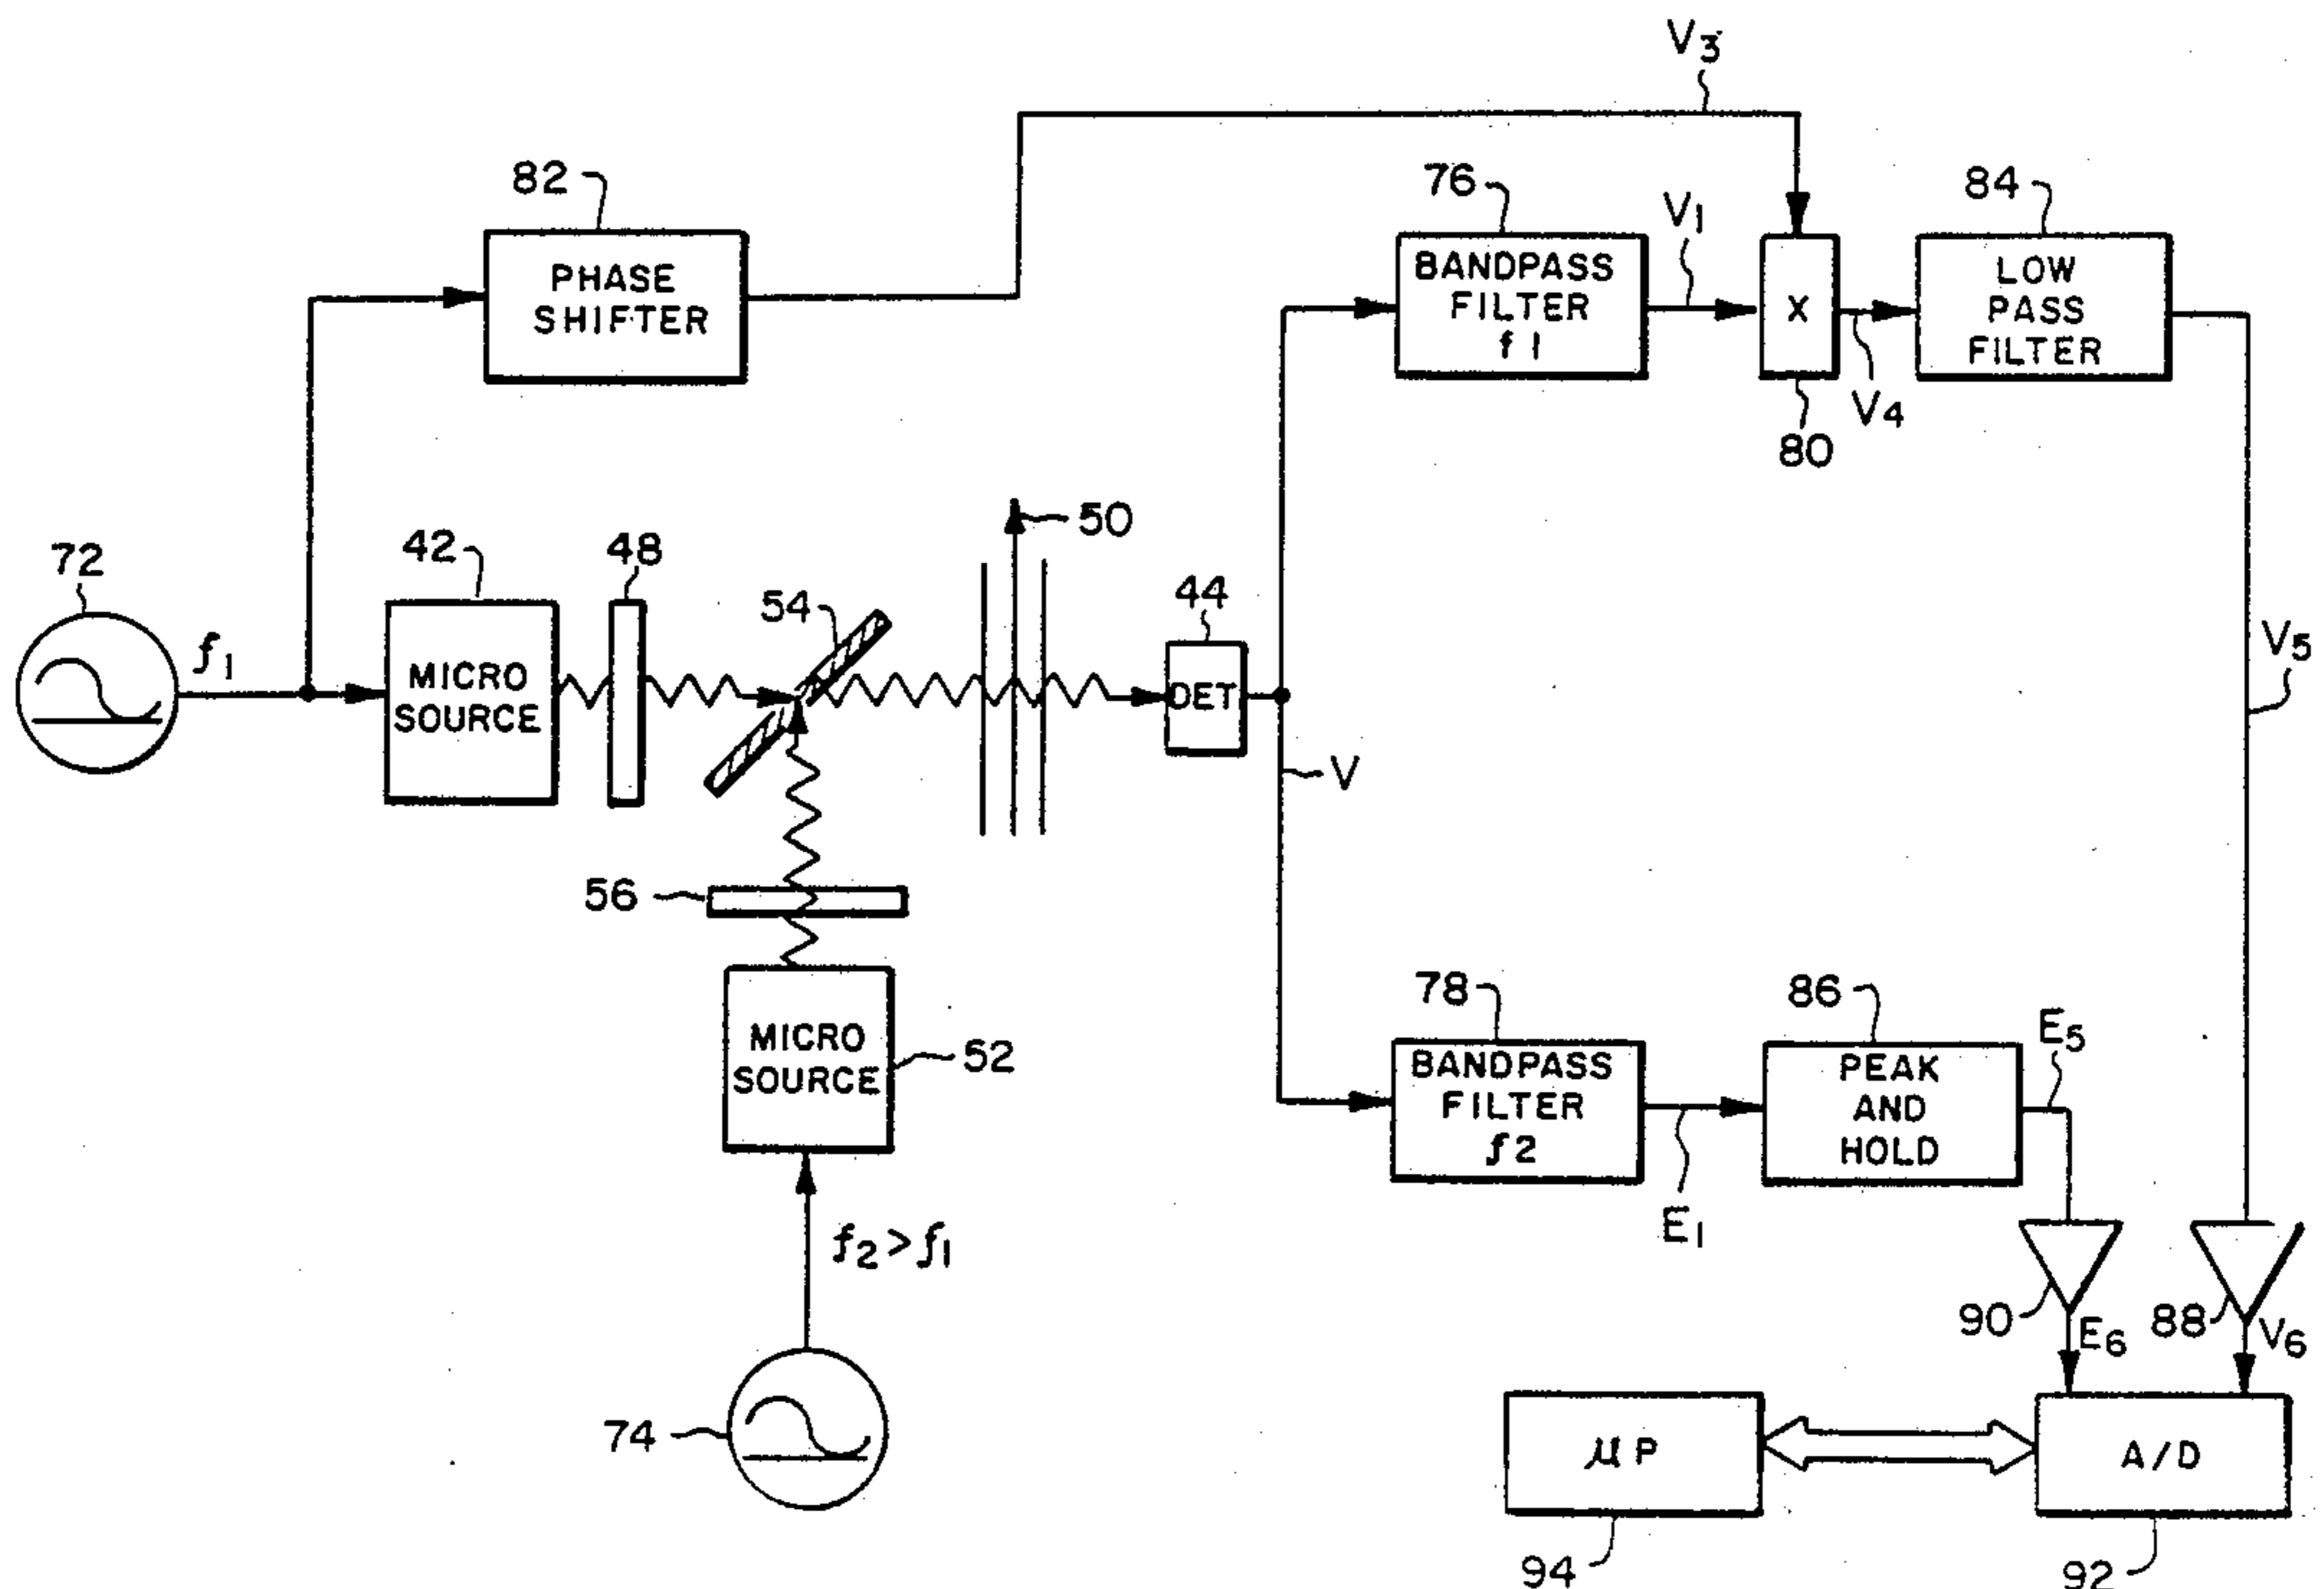 V3
82
76
84
V1
PHASE
SHIFTER
BANDPASS
FILTER
f1
X
LOW
PASS
FILTER
V4
80
50
72
42
48
54
44
f1
MICRO
SOURCE
DET
V5
V
56
MICRO
SOURCE
52
78
86
E5
BANDPASS
FILTER
f2
PEAK
AND
HOLD
E1
f2>f1
90
E6
88
V6
74
μP
A/D
94
92